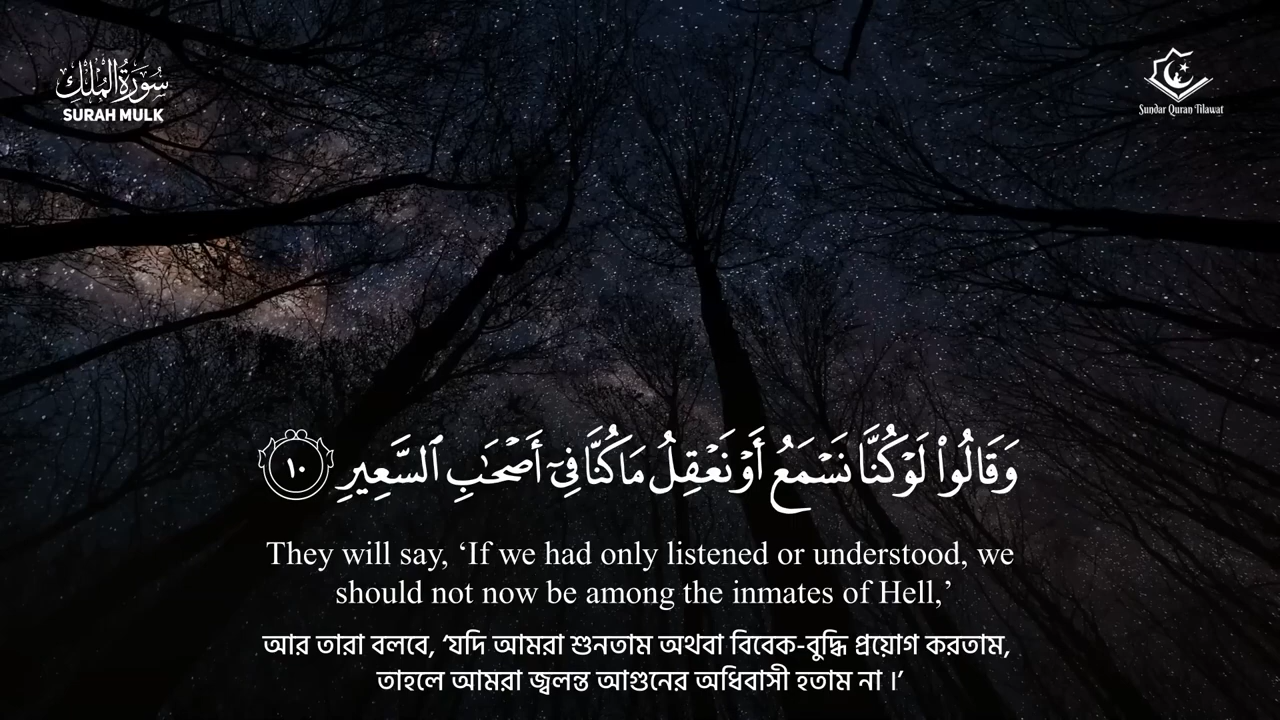 سُورَةُ المُلْكِ
SURAH MULK
Sundar Quran Tilawat
وَقَالُوا۟ لَوْ كُنَّا نَسْمَعُ أَوْ نَعْقِلُ مَا كُنَّا فِىٓ أَصْحَـٰبِ ٱلسَّعِيرِ ١٠
They will say, ‘If we had only listened or understood, we
should not now be among the inmates of Hell,’
আর তারা বলবে, ‘যদি আমরা শুনতাম অথবা বিবেক-বুদ্ধি প্রয়োগ করতাম,
তাহলে আমরা জ্বলন্ত আগুনের অধিবাসী হতাম না ।’